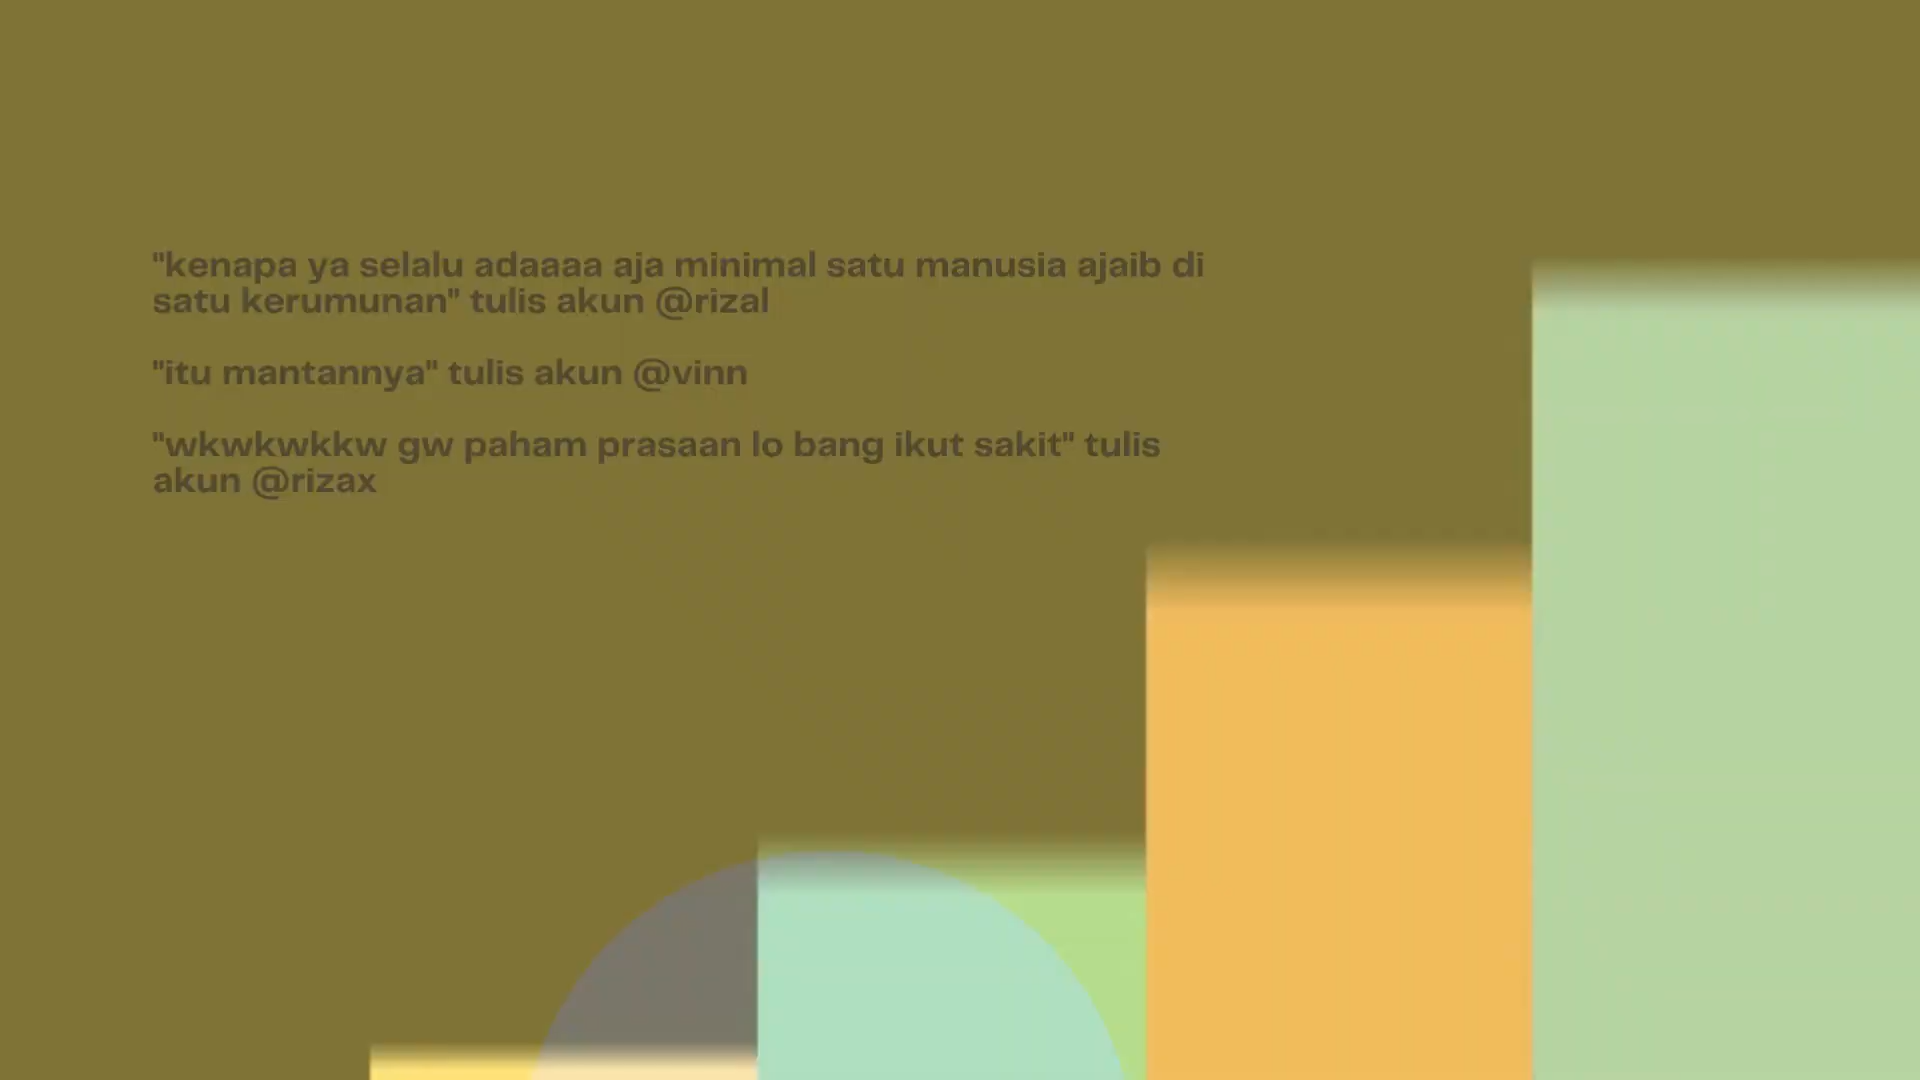 "kenapa ya selalu adaaaa aja minimal satu manusia ajaib di
satu kerumunan" tulis akun @rizal
"itu mantannya" tulis akun @vinn
"wkwkwkkw gw paham prasaan lo bang ikut sakit" tulis
akun @rizax